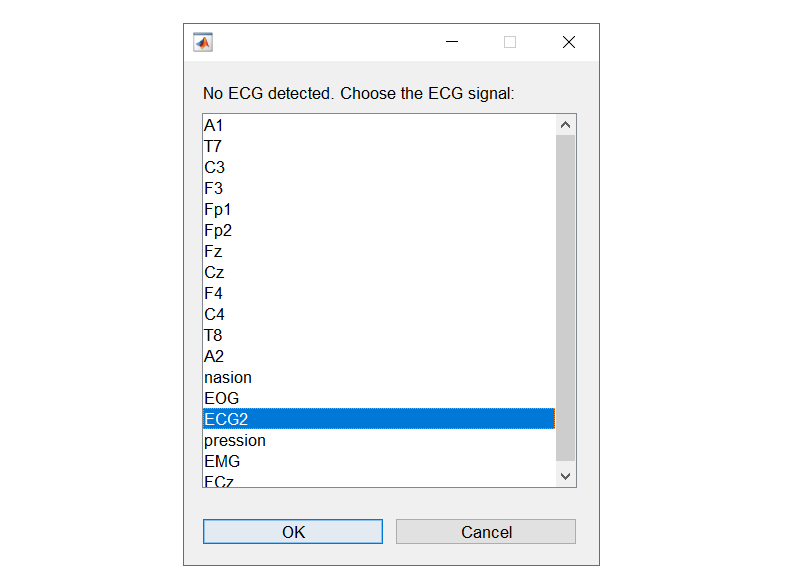 No ECG detected. Choose the ECG signal:
A1
T7
C3
F3
Fp1
Fp2
Fz
Cz
F4
C4
T8
A2
nasion
EOG
ECG2
pression
EMG
ECz
OK Cancel